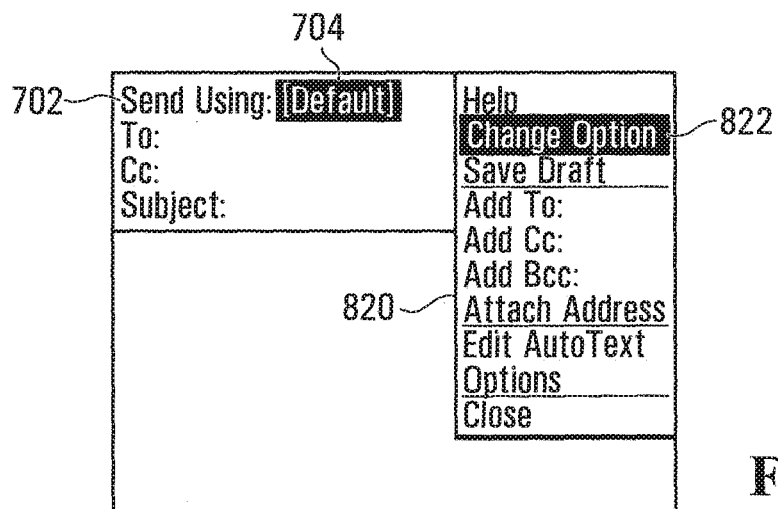 704
702 Send Using: [Default]
To:
Cc:
Subject:
Help
Change Option 822
Save Draft
Add To:
Add Cc:
Add Bcc:
820 Attach Address
Edit AutoText
Options
Close
F